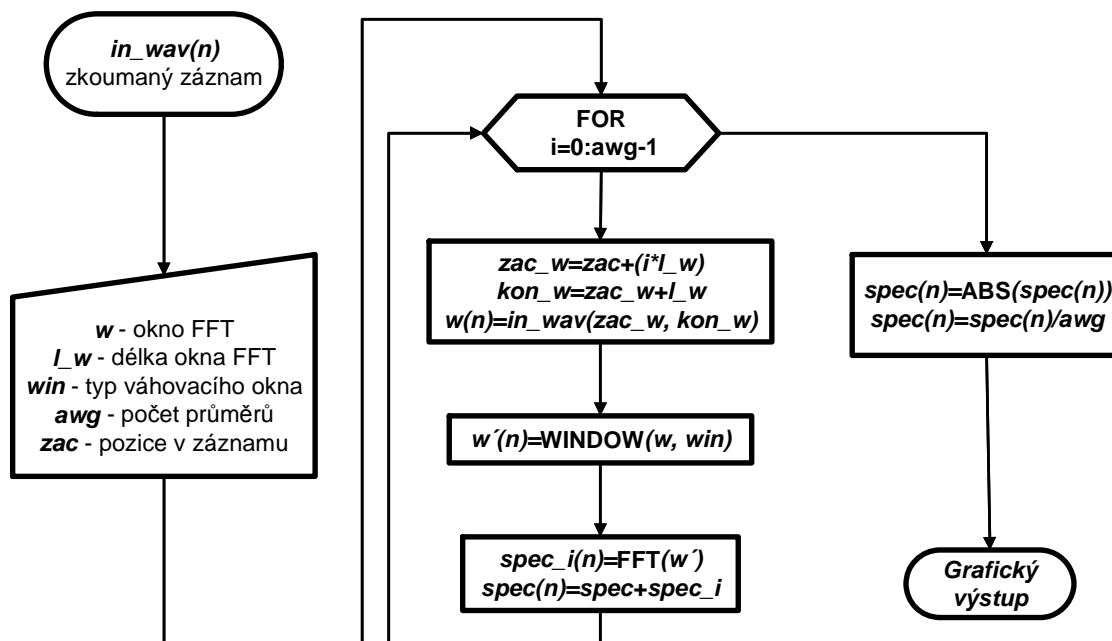 in_wav(n)
zkoumaný záznam
w - okno FFT
l_w - délka okna FFT
win - typ váhovacího okna
awg - počet průměrů
zac - pozice v záznamu
FOR
i=0:awg-1
zac_w=zac+(i*l_w)
kon_w=zac_w+l_w
w(n)=in_wav(zac_w, kon_w)
w´(n)=WINDOW(w, win)
spec_i(n)=FFT(w´)
spec(n)=spec+spec_i
spec(n)=ABS(spec(n))
spec(n)=spec(n)/awg
Grafický
výstup